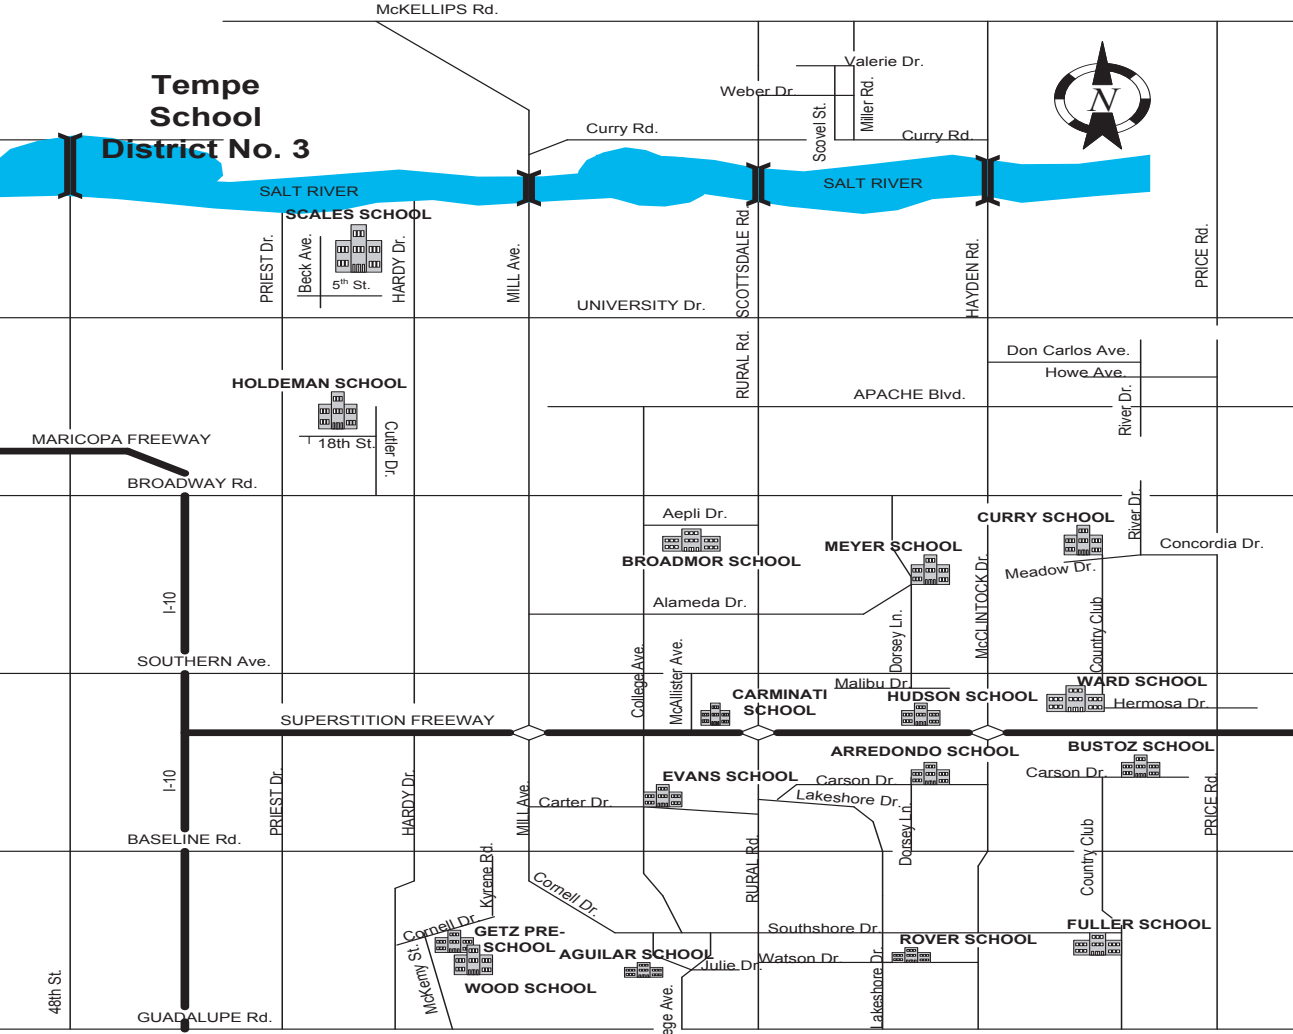 McKELLIPS Rd.
Tempe
School
District No. 3
Valerie Dr.
Weber Dr.
Miller Rd.
Scovel St.
Curry Rd.
Curry Rd.
N
SALT RIVER
SALT RIVER
SCALES SCHOOL
PRIEST Dr.
Beck Ave.
5th St.
HARDY Dr.
MILL Ave.
SCOTTSDALE Rd.
HAYDEN Rd.
PRICE Rd.
UNIVERSITY Dr.
RURAL Rd.
Don Carlos Ave.
Howe Ave.
River Dr.
HOLDEMAN SCHOOL
APACHE Blvd.
18th St.
Cutler Dr.
MARICOPA FREEWAY
BROADWAY Rd.
Aepli Dr.
BROADMOR SCHOOL
MEYER SCHOOL
CURRY SCHOOL
River Dr.
Concordia Dr.
Meadow Dr.
McCLINTOCK Dr.
I-10
Alameda Dr.
Dorsey Ln.
Country Club
SOUTHERN Ave.
College Ave.
McAllister Ave.
Malibu Dr.
CARMINATI
SCHOOL
HUDSON SCHOOL
WARD SCHOOL
Hermosa Dr.
SUPERSTITION FREEWAY
ARREDONDO SCHOOL
BUSTOZ SCHOOL
I-10
PRIEST Dr.
HARDY Dr.
MILL Ave.
EVANS SCHOOL
Carson Dr.
Carson Dr.
Carter Dr.
Lakeshore Dr.
Dorsey Ln.
PRICE Rd.
BASELINE Rd.
RURAL Rd.
Country Club
Kyrene Rd.
Cornell Dr.
Cornell Dr.
GETZ PRE-
SCHOOL
Southshore Dr.
FULLER SCHOOL
ROVER SCHOOL
AGUILAR SCHOOL
Julie Dr.
Watson Dr.
McKemy St.
WOOD SCHOOL
48th St.
ege Ave.
Lakeshore Dr.
GUADALUPE Rd.